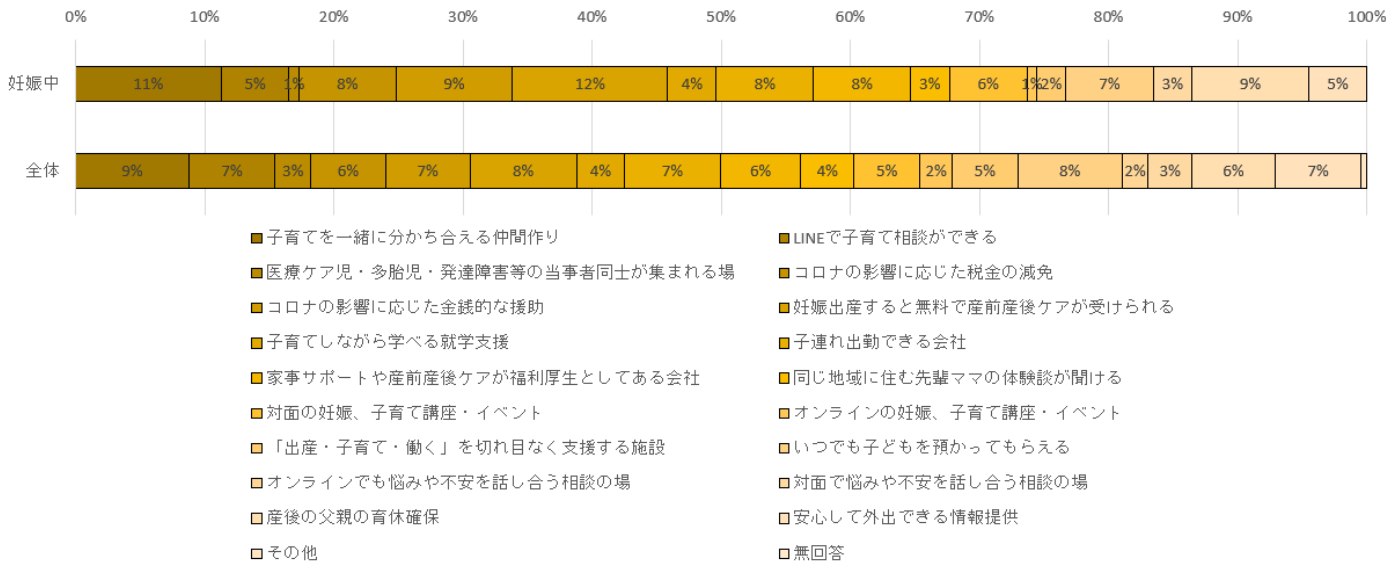 0% 10% 20% 30% 40% 50% 60% 70% 80% 90% 100%
妊娠中 11% 5% 1% 8% 9% 12% 4% 8% 8% 3% 6% 1% 2% 7% 3% 9% 5%
全体 9% 7% 3% 6% 7% 8% 4% 7% 6% 4% 5% 2% 5% 8% 2% 3% 6% 7%
子育てを一緒に分かち合える仲間作り LINEで子育て相談ができる
医療ケア児・多胎児・発達障害等の当事者同士が集まれる場 コロナの影響に応じた税金の減免
コロナの影響に応じた金銭的な援助 妊娠出産すると無料で産前産後ケアが受けられる
子育てしながら学べる就学支援 子連れ出勤できる会社
家事サポートや産前産後ケアが福利厚生としてある会社 同じ地域に住む先輩ママの体験談が聞ける
対面の妊娠、子育て講座・イベント オンラインの妊娠、子育て講座・イベント
「出産・子育て・働く」を切れ目なく支援する施設 いつでも子どもを預かってもらえる
オンラインでも悩みや不安を話し合う相談の場 対面で悩みや不安を話し合う相談の場
産後の父親の育休確保 安心して外出できる情報提供
その他 無回答